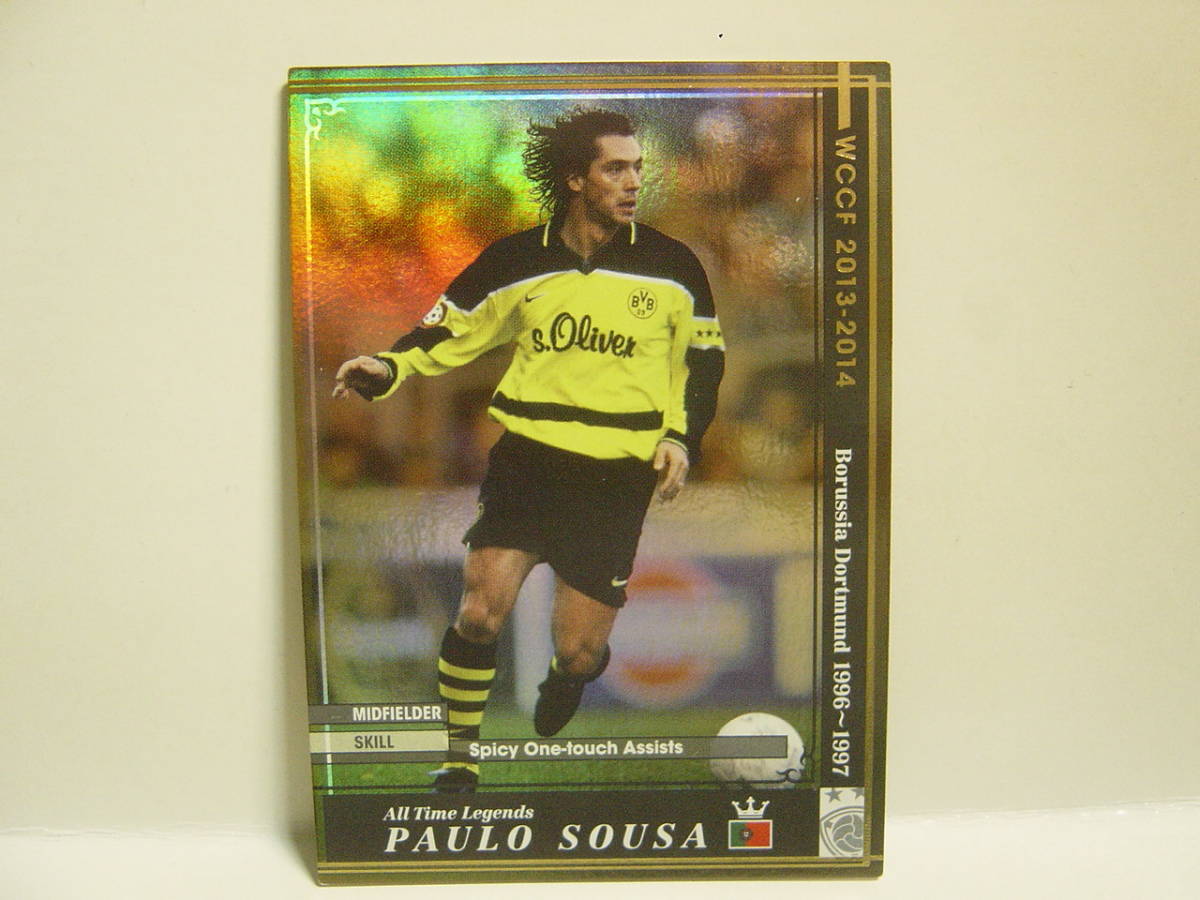 WCCF 2013-2014
Borussia Dortmund 1996~1997
BVB
09
s.Oliver
MIDFIELDER
SKILL
Spicy One-touch Assists
All Time Legends
PAULO SOUSA